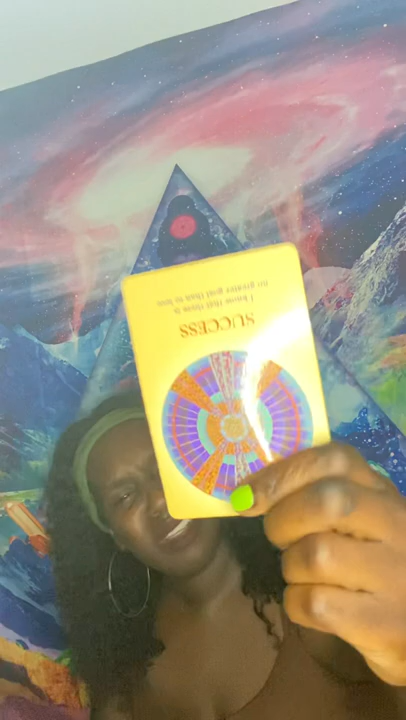 SUCCESS
I know that there is
no greater goal than to love.